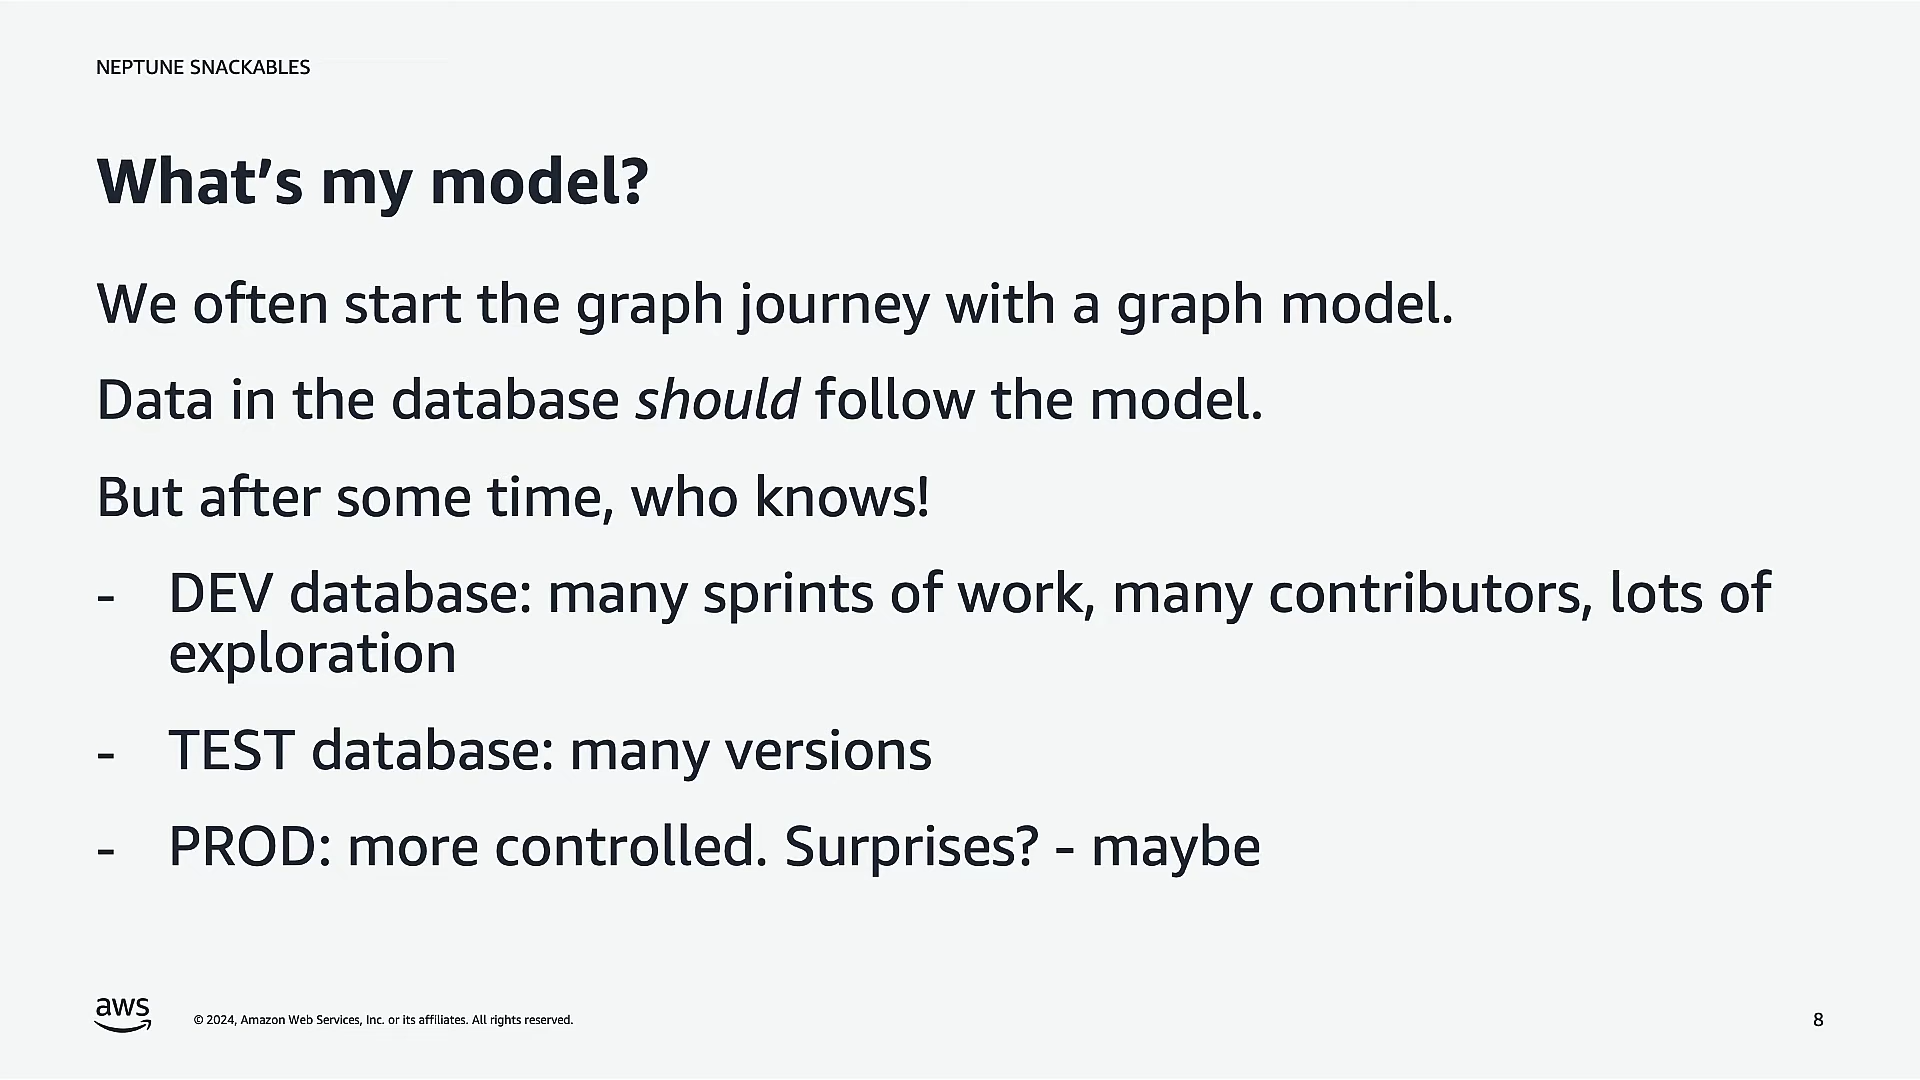 NEPTUNE SNACKABLES
What’s my model?
We often start the graph journey with a graph model.
Data in the database should follow the model.
But after some time, who knows!
- DEV database: many sprints of work, many contributors, lots of
exploration
- TEST database: many versions
- PROD: more controlled. Surprises? - maybe
aws
© 2024, Amazon Web Services, Inc. or its affiliates. All rights reserved.
8